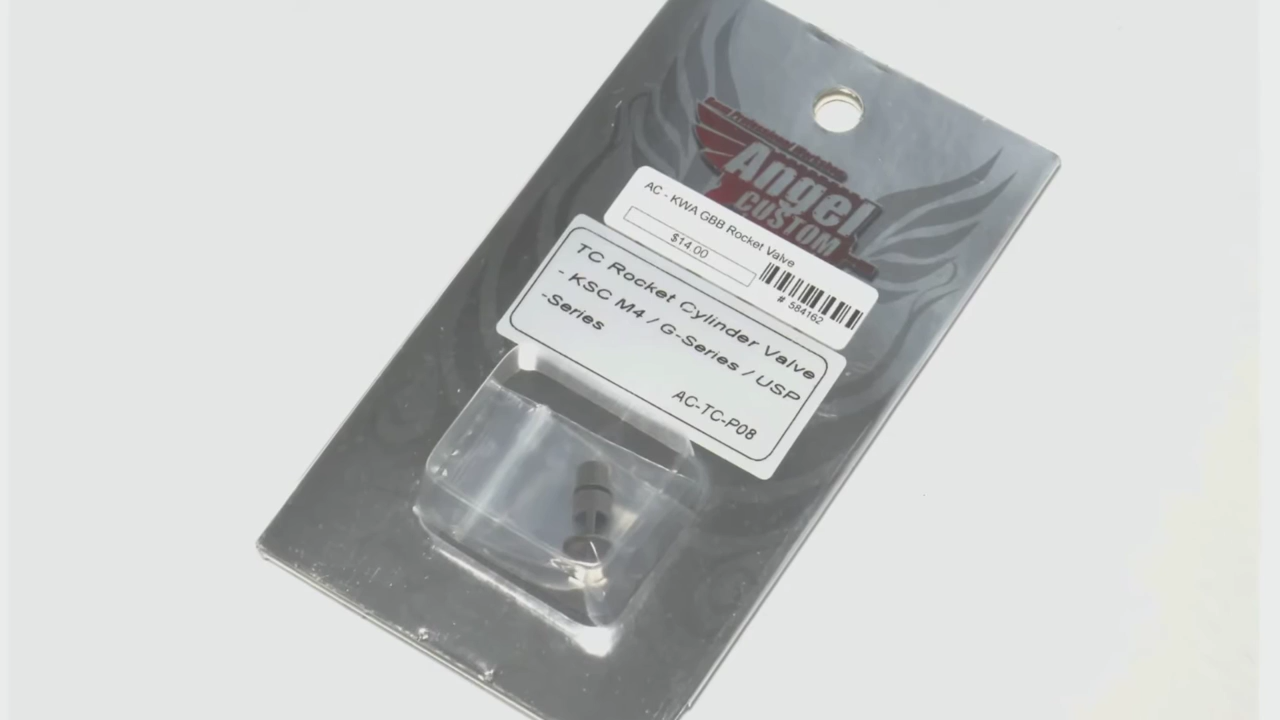 Angel
CUSTOM
AC - KWA GBB Rocket Valve
$14.00
# 584162
TC Rocket Cylinder Valve
- KSC M4 / G-Series / USP
-Series
AC-TC-P08